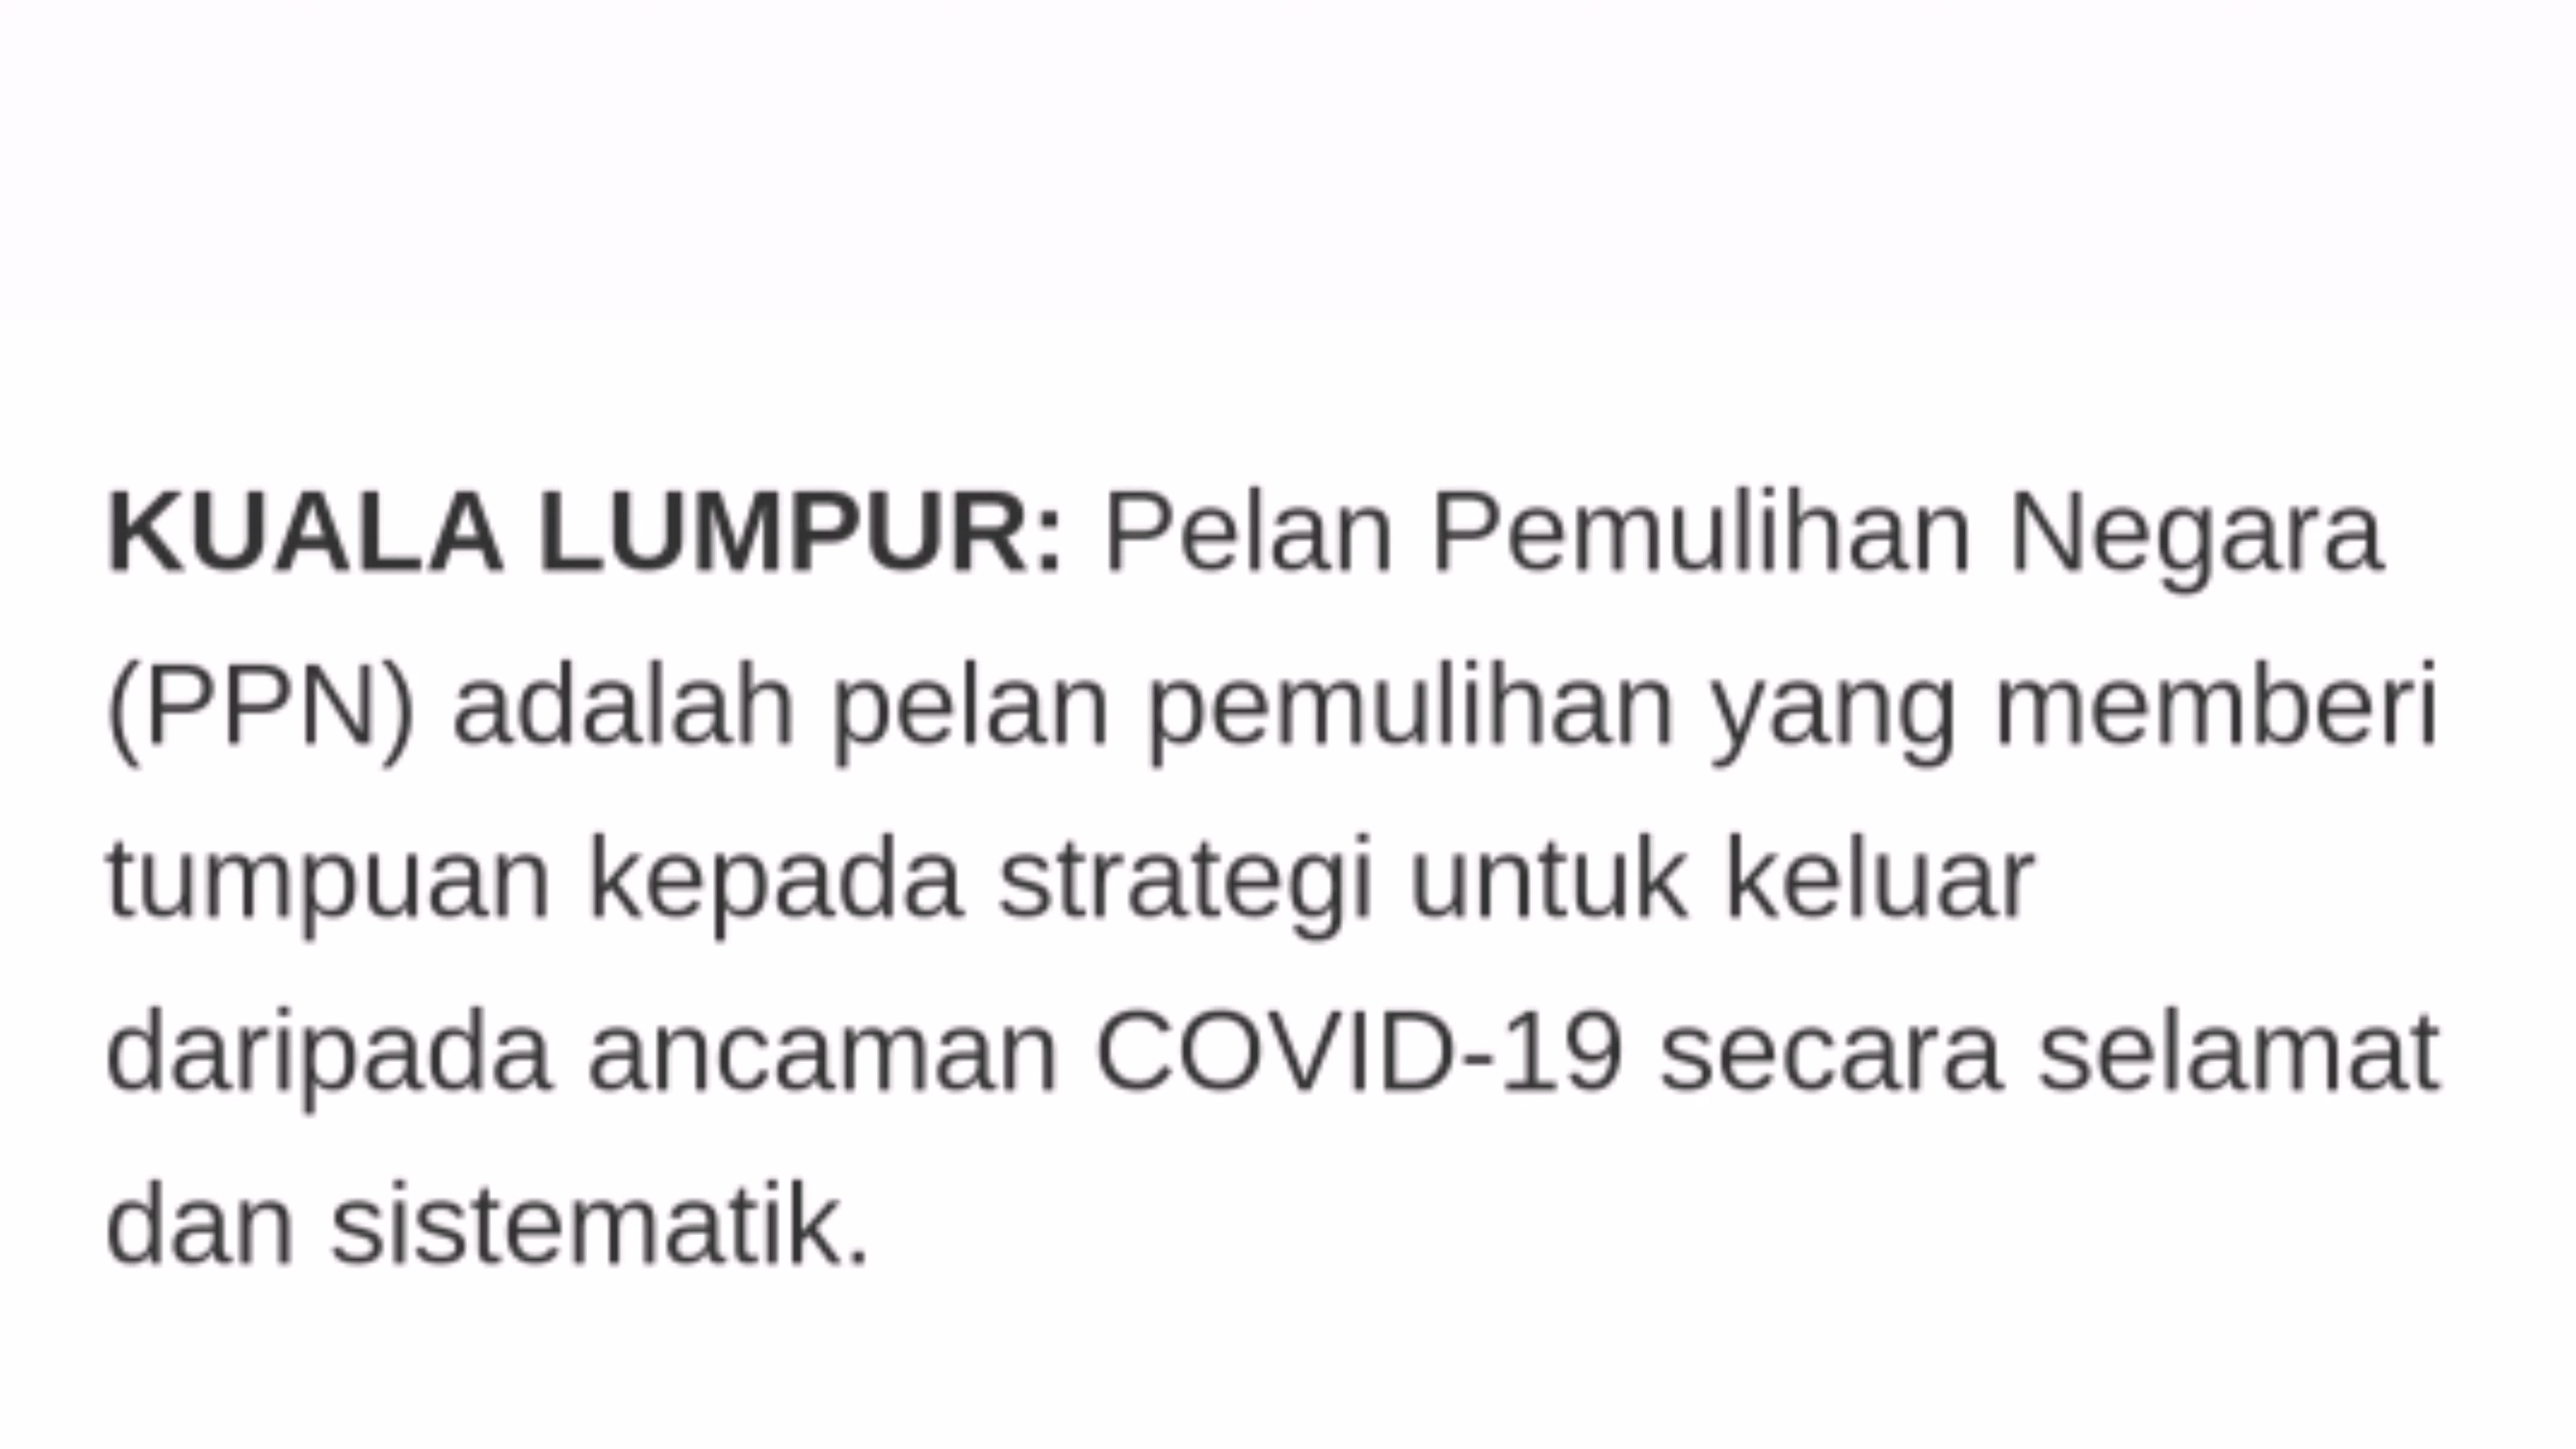 KUALA LUMPUR: Pelan Pemulihan Negara
(PPN) adalah pelan pemulihan yang memberi
tumpuan kepada strategi untuk keluar
daripada ancaman COVID-19 secara selamat
dan sistematik.